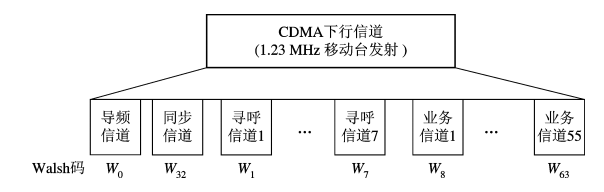 CDMA下行信道
(1.23 MHz 移动台发射 )
导频 同步 寻呼 寻呼 业务 业务
信道 信道 信道1 … 信道7 信道1 … 信道55
Walsh码 W0 W32 W1 W7 W8 W63